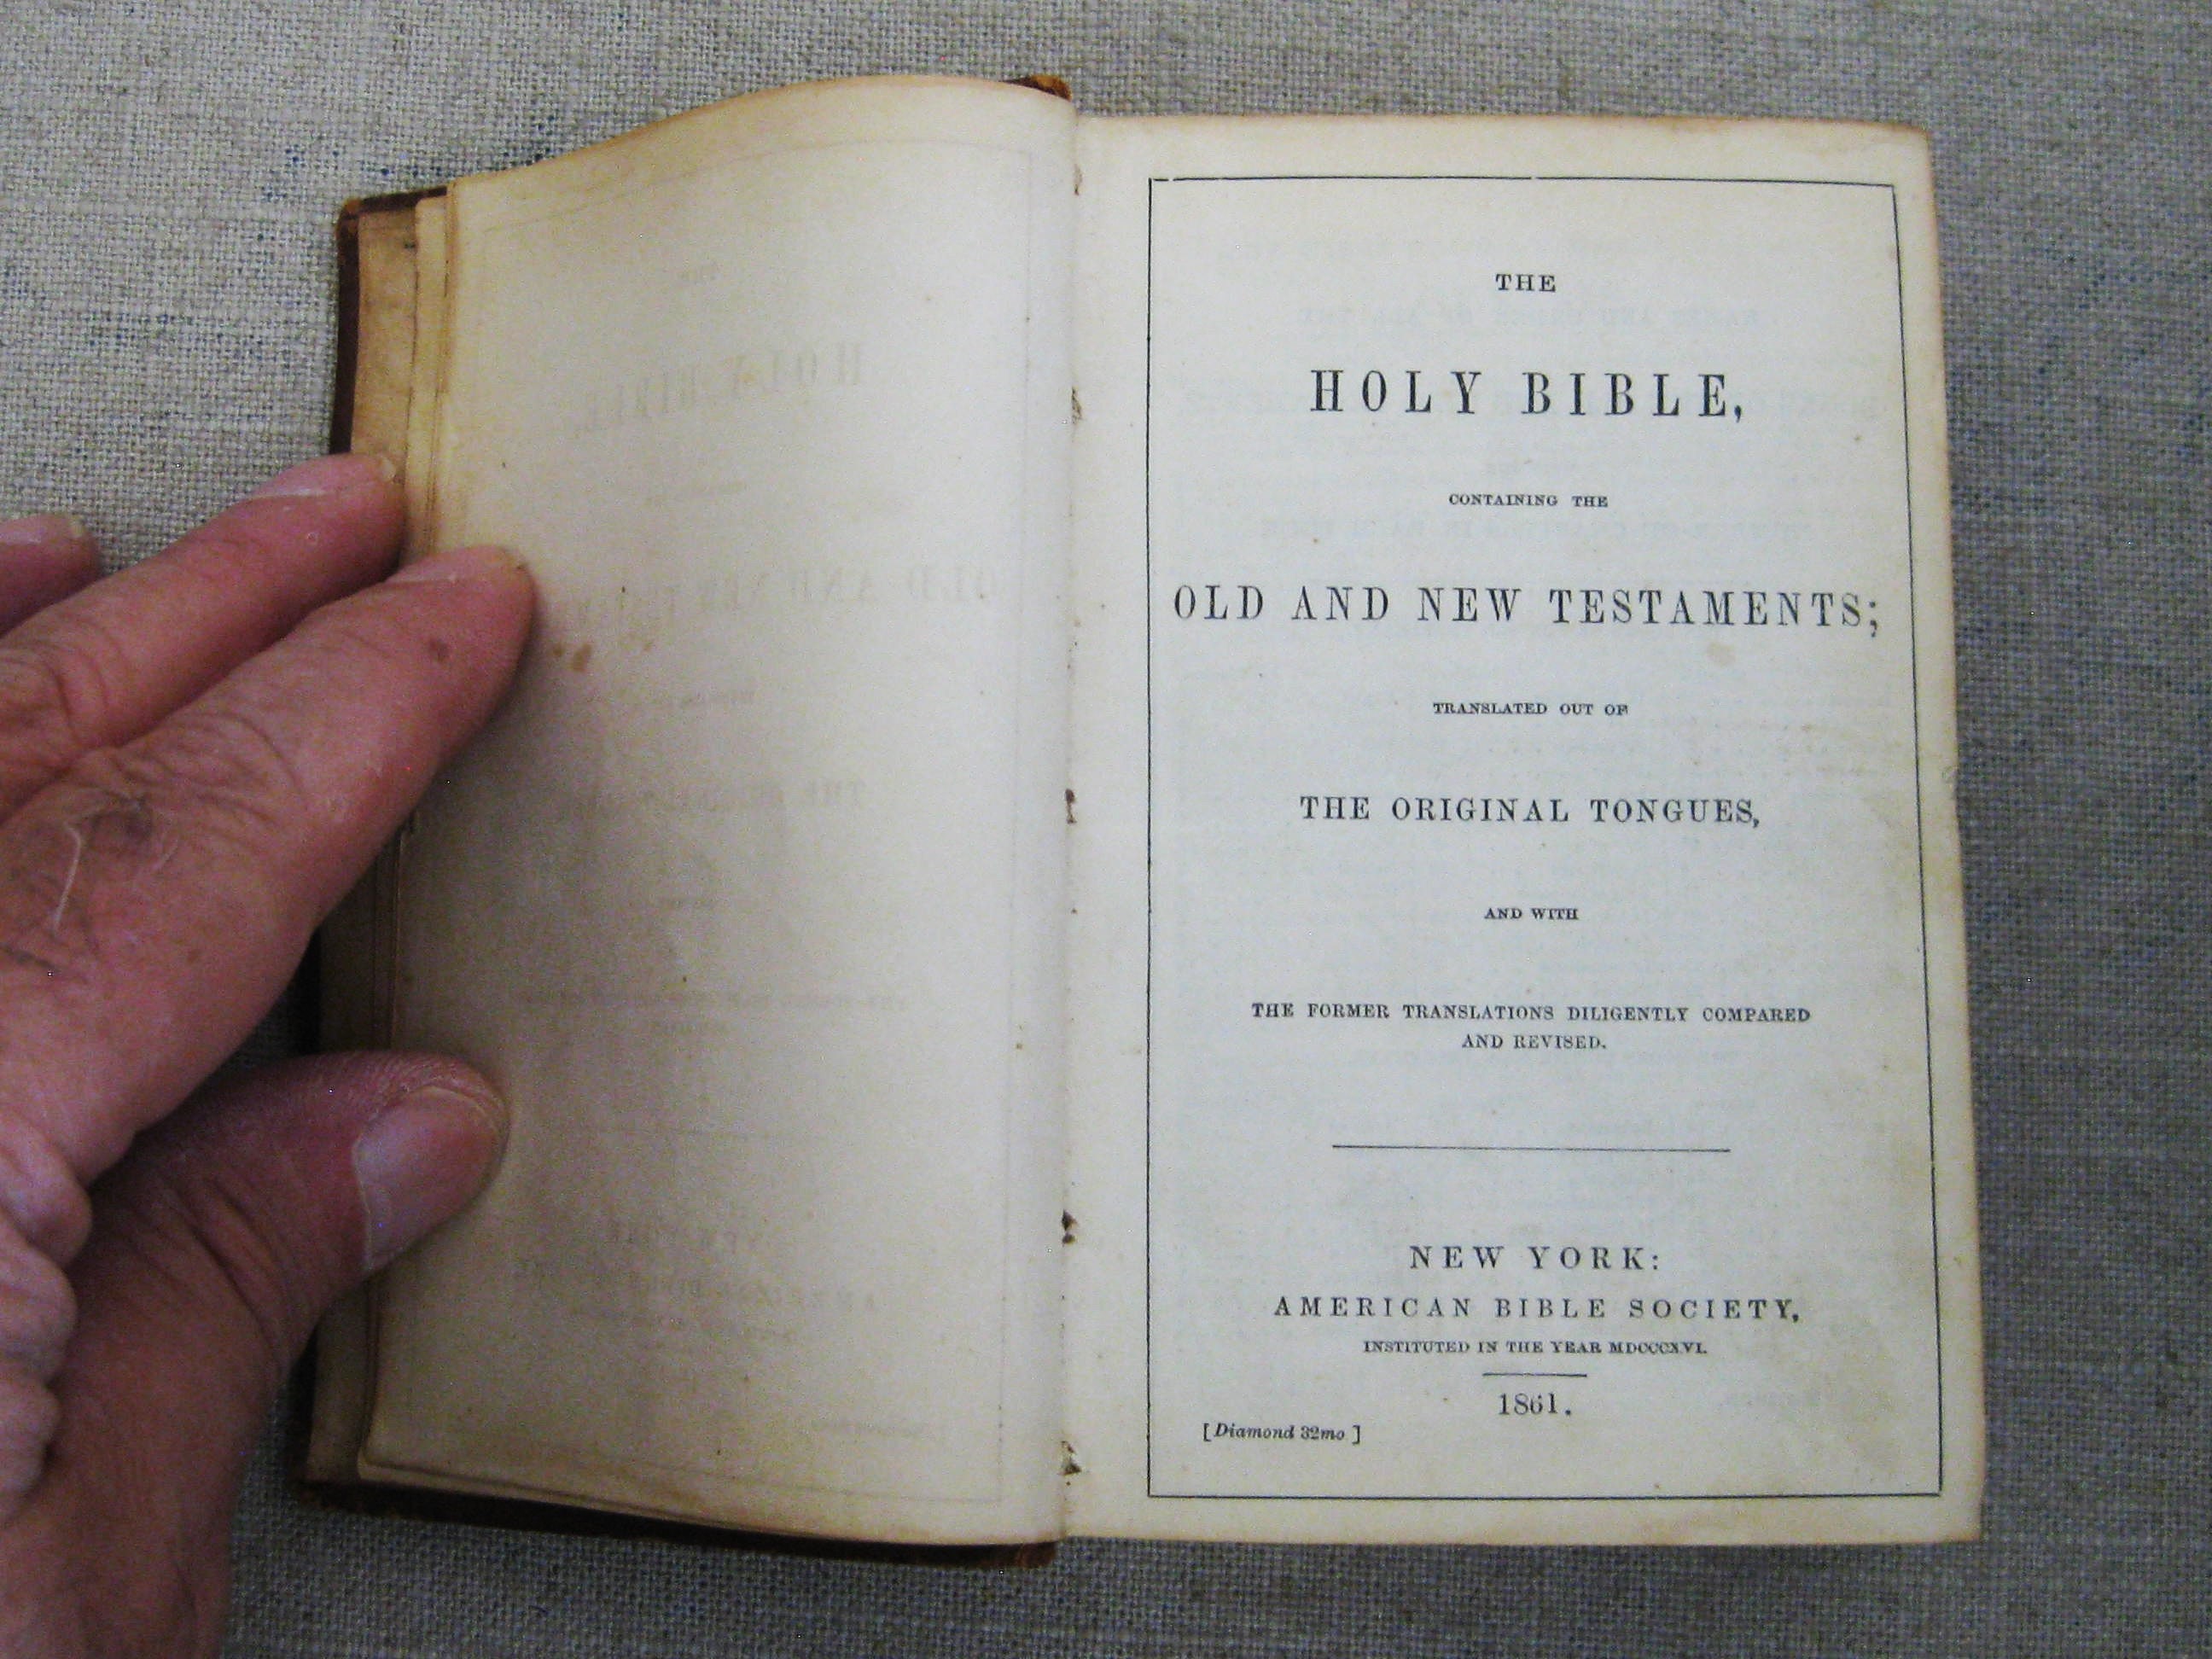 THE
HOLY BIBLE,
CONTAINING THE
OLD AND NEW TESTAMENTS;
TRANSLATED OUT OF
THE ORIGINAL TONGUES,
AND WITH
THE FORMER TRANSLATIONS DILIGENTLY COMPARED
AND REVISED.
NEW YORK:
AMERICAN BIBLE SOCIETY,
INSTITUTED IN THE YEAR MDCCCXVI.
1861.
[Diamond 32mo]